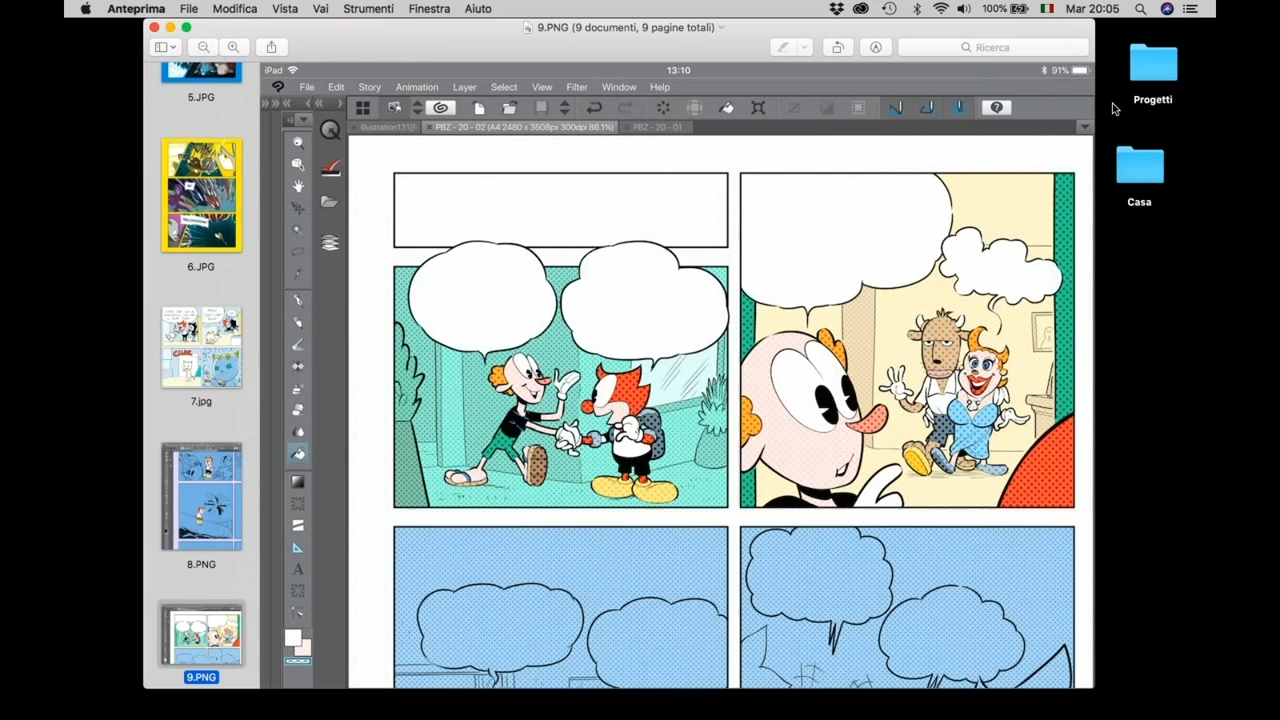 Anteprima File Modifica Vista Vai Strumenti Finestra Aiuto 100% Mar 20:05
9.PNG (9 documenti, 9 pagine totali)
Ricerca
iPad 13:10 91%
File Edit Story Animation Layer Select View Filter Window Help
Illustration131[ PBZ - 20 - 02 (A4 2480 x 3508px 300dpi 86.1%) PBZ - 20 - 01
5.JPG
6.JPG
7.jpg
8.PNG
9.PNG
Progetti
Casa